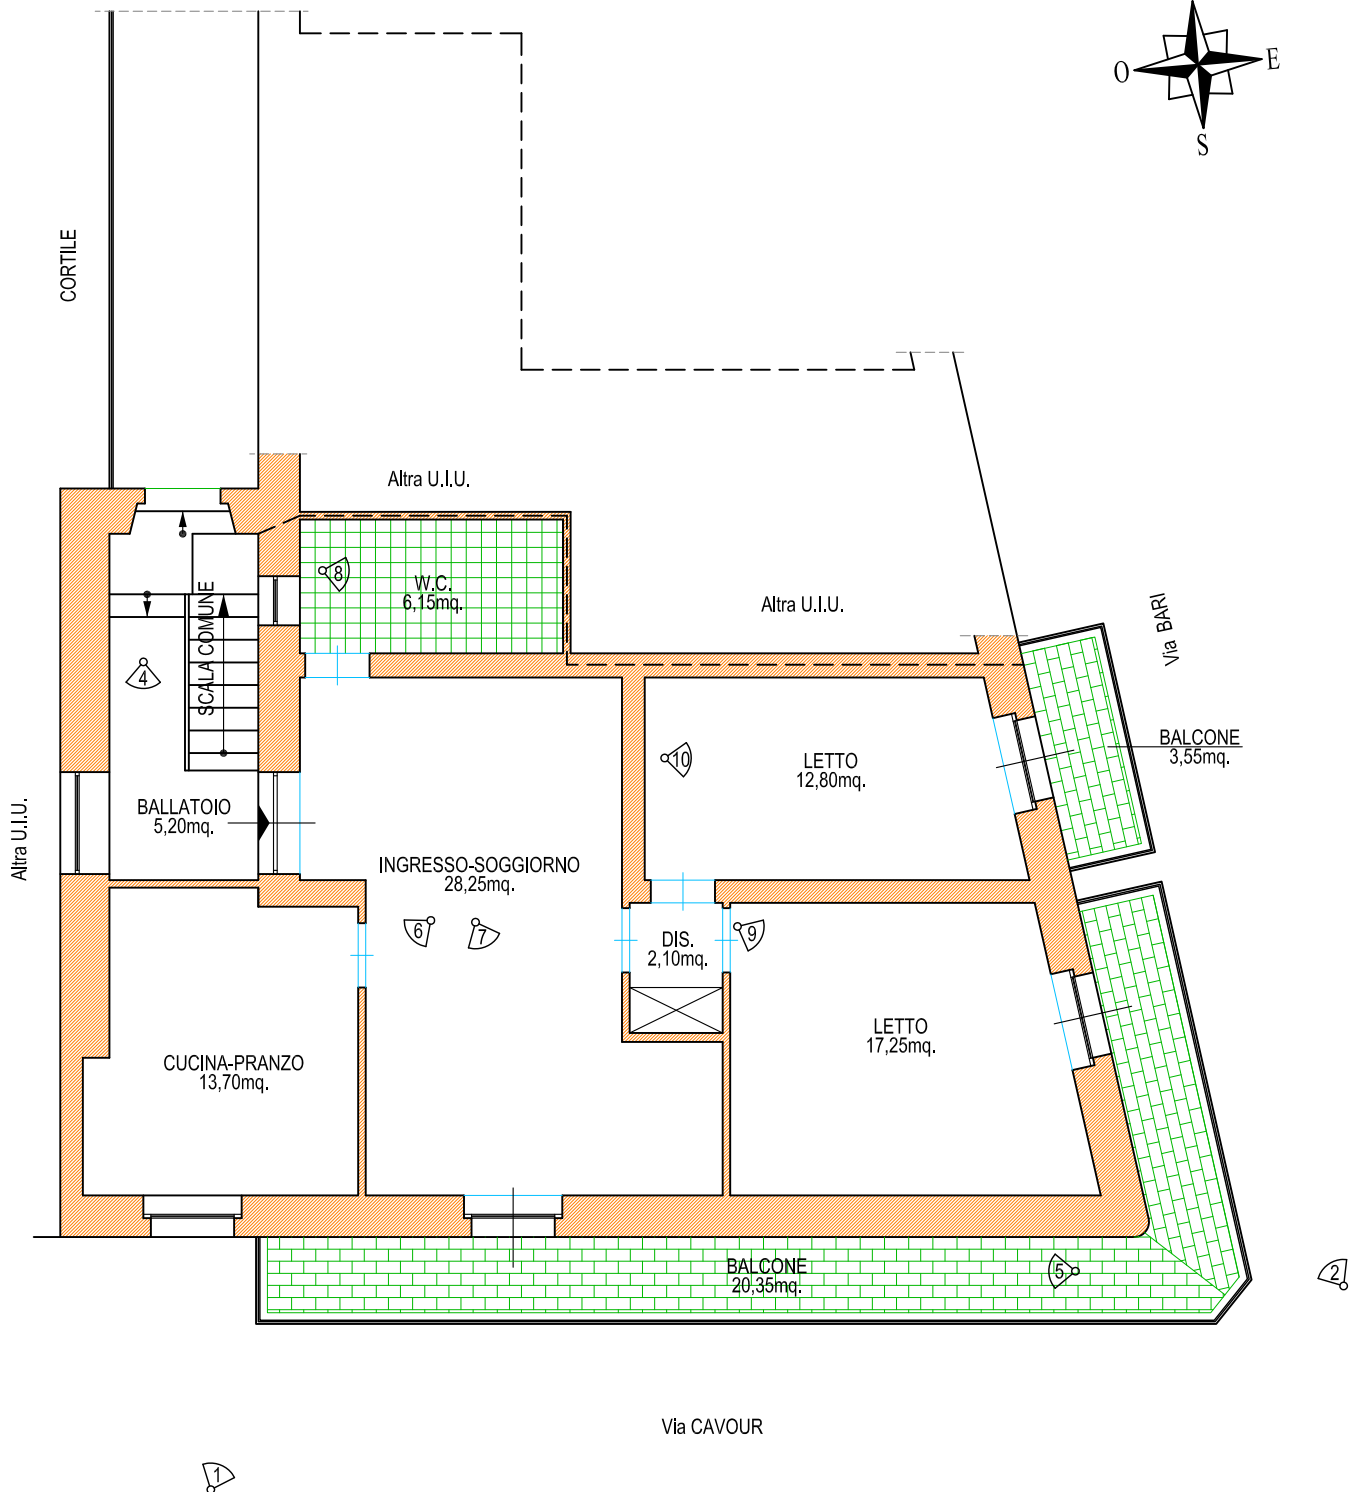 O
E
S
CORTILE
Altra U.I.U.
8
W.C.
6,15mq.
SCALA COMUNE
Altra U.I.U.
Via BARI
4
10
LETTO
12,80mq.
BALCONE
3,55mq.
BALLATOIO
5,20mq.
Altra U.I.U.
INGRESSO-SOGGIORNO
28,25mq.
6
7
DIS.
2,10mq.
9
LETTO
17,25mq.
CUCINA-PRANZO
13,70mq.
BALCONE
20,35mq.
5
2
Via CAVOUR
1